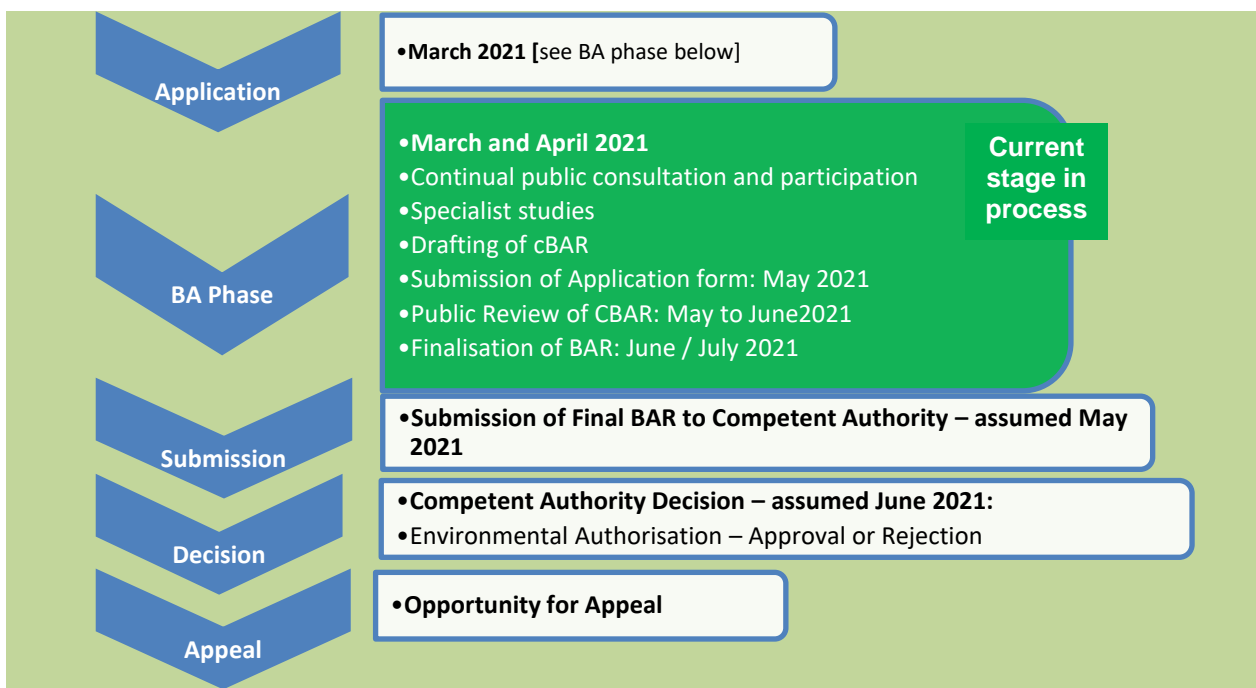 Application
•March 2021 [see BA phase below]
BA Phase
•March and April 2021
•Continual public consultation and participation
•Specialist studies
•Drafting of cBAR
•Submission of Application form: May 2021
•Public Review of CBAR: May to June2021
•Finalisation of BAR: June / July 2021
Current
stage in
process
Submission
•Submission of Final BAR to Competent Authority – assumed May
2021
Decision
•Competent Authority Decision – assumed June 2021:
•Environmental Authorisation – Approval or Rejection
Appeal
•Opportunity for Appeal